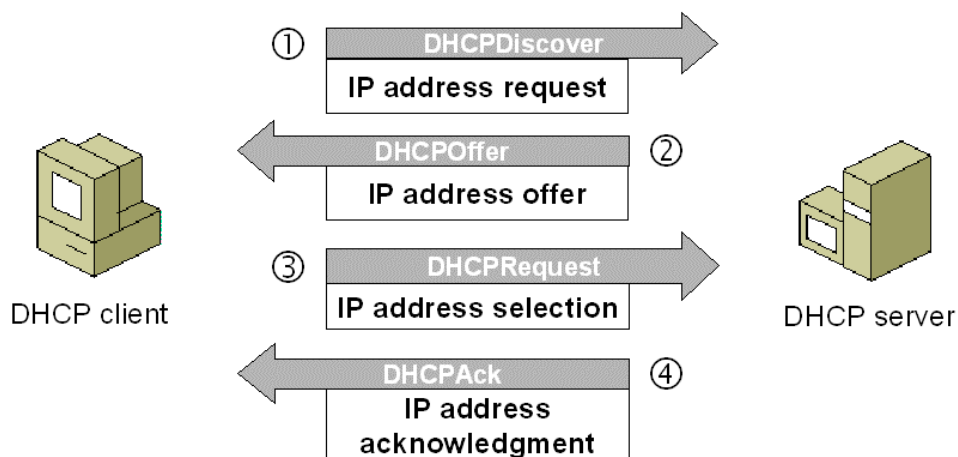 ① DHCPDiscover
IP address request
DHCPOffer ②
IP address offer
③ DHCPRequest
IP address selection
DHCP client
DHCP server
DHCPAck ④
IP address
acknowledgment